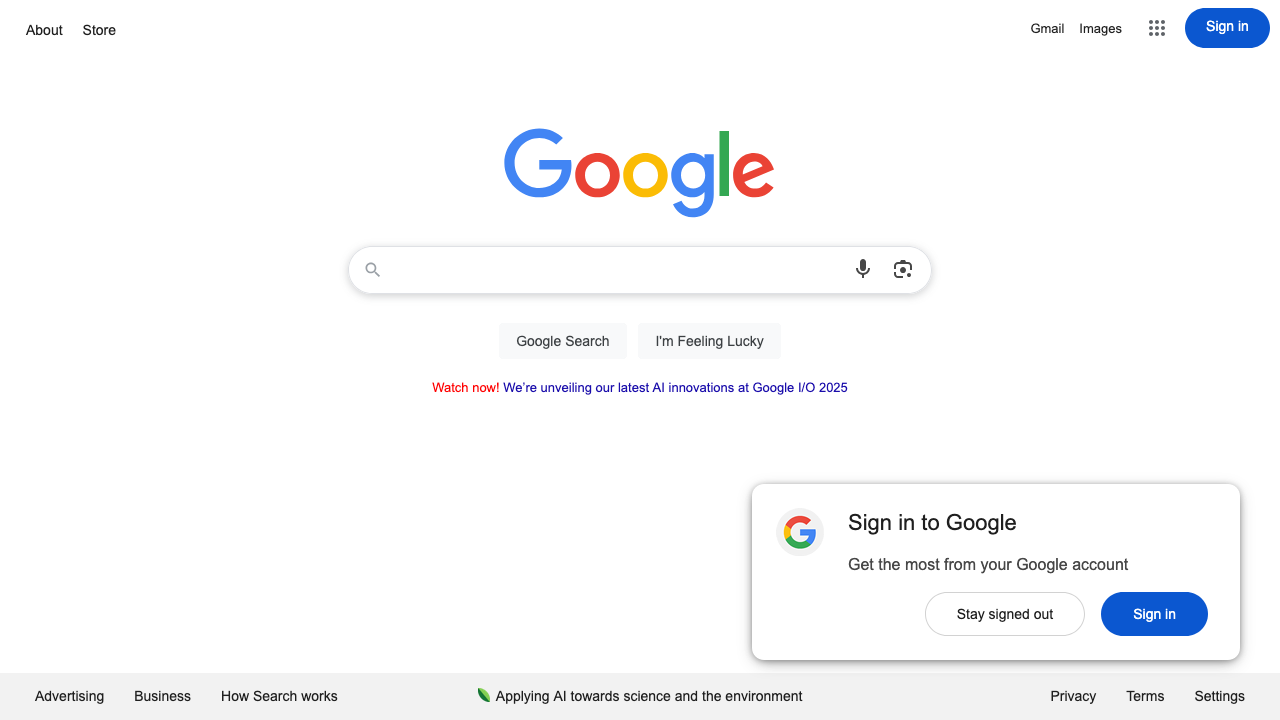 About Store
Gmail Images Sign in
Google
Google Search I'm Feeling Lucky
Watch now! We're unveiling our latest AI innovations at Google I/O 2025
Sign in to Google
Get the most from your Google account
Stay signed out Sign in
Advertising Business How Search works Applying AI towards science and the environment Privacy Terms Settings